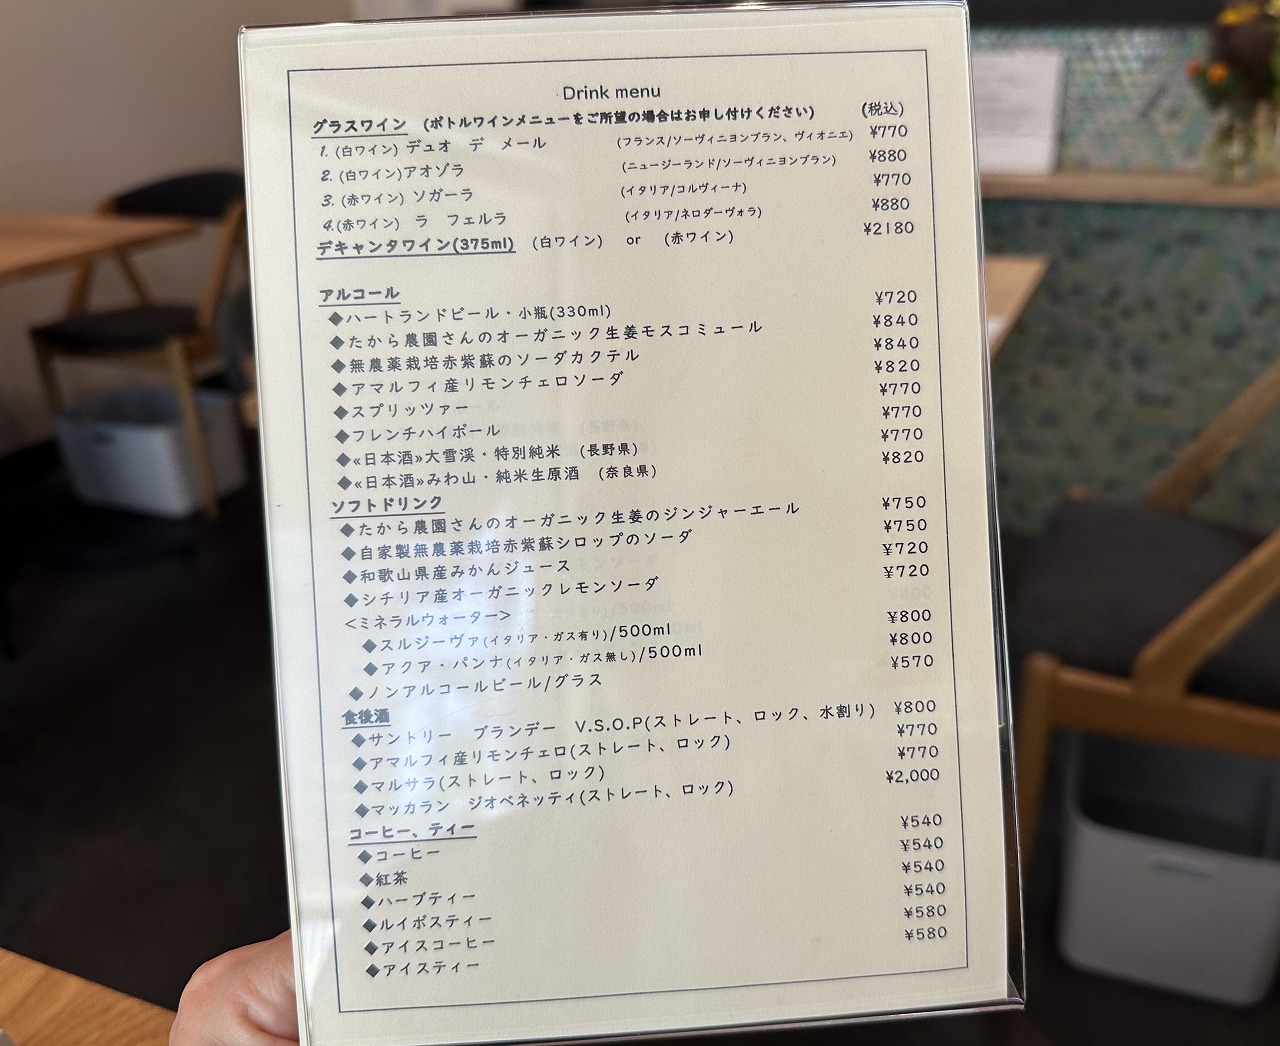 Drink menu
グラスワイン (ボトルワインメニューをご所望の場合はお申し付けください) (税込)
1. (白ワイン) デュオ デ メール (フランス/ソーヴィニヨンブラン、ヴィオニエ) ¥770
2. (白ワイン)アオゾラ (ニュージーランド/ソーヴィニヨンブラン) ¥880
3. (赤ワイン) ソガーラ (イタリア/コルヴィーナ) ¥770
4.(赤ワイン) ラ フェルラ (イタリア/ネロダーヴォラ) ¥880
デキャンタワイン(375ml) (白ワイン) or (赤ワイン) ¥2180
アルコール
◆ハートランドビール・小瓶(330ml) ¥720
◆たから農園さんのオーガニック生姜モスコミュール ¥840
◆無農薬栽培赤紫蘇のソーダカクテル ¥840
◆アマルフィ産リモンチェロソーダ ¥820
◆スプリッツァー ¥770
◆フレンチハイボール ¥770
◆«日本酒»大雪渓・特別純米 (長野県) ¥770
◆«日本酒»みわ山・純米生原酒 (奈良県) ¥820
ソフトドリンク
◆たから農園さんのオーガニック生姜のジンジャーエール ¥750
◆自家製無農薬栽培赤紫蘇シロップのソーダ ¥750
◆和歌山県産みかんジュース ¥720
◆シチリア産オーガニックレモンソーダ ¥720
<ミネラルウォーター>
◆スルジーヴァ(イタリア・ガス有り)/500ml ¥800
◆アクア・パンナ(イタリア・ガス無し)/500ml ¥800
◆ノンアルコールビール/グラス ¥570
食後酒
◆サントリー ブランデー V.S.O.P(ストレート、ロック、水割り) ¥800
◆アマルフィ産リモンチェロ(ストレート、ロック) ¥770
◆マルサラ(ストレート、ロック) ¥770
◆マッカラン ジオベネッティ(ストレート、ロック) ¥2,000
コーヒー、ティー
◆コーヒー ¥540
◆紅茶 ¥540
◆ハーブティー ¥540
◆ルイボスティー ¥540
◆アイスコーヒー ¥580
◆アイスティー ¥580